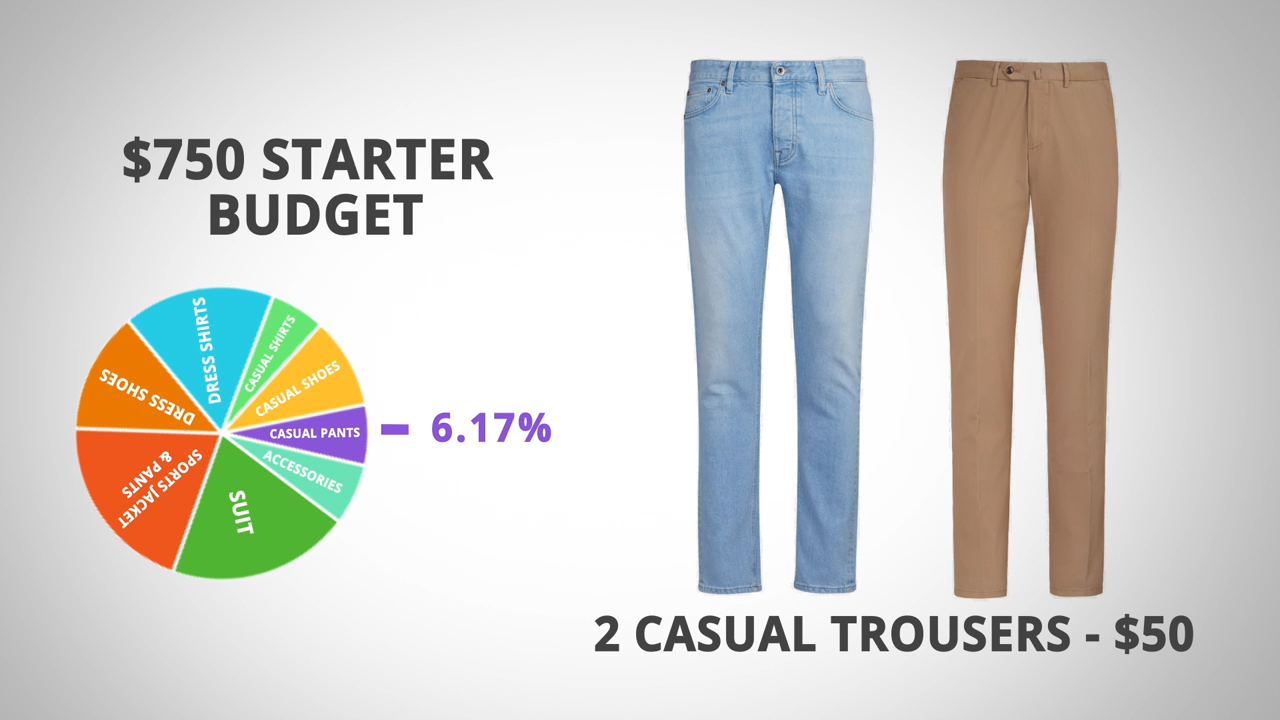 $750 STARTER
BUDGET
DRESS SHIRTS
CASUAL SHIRTS
CASUAL SHOES
CASUAL PANTS
ACCESSORIES
SUIT
SPORTS JACKET
& PANTS
DRESS SHOES
- 6.17%
2 CASUAL TROUSERS - $50